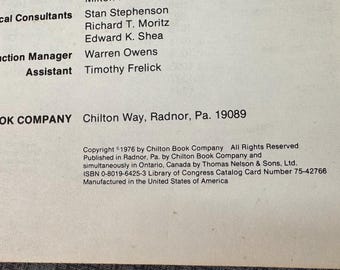 ical Consultants Stan Stephenson
Richard T. Moritz
Edward K. Shea
uction Manager Warren Owens
Assistant Timothy Frelick
OOK COMPANY Chilton Way, Radnor, Pa. 19089
Copyright ©1976 by Chilton Book Company All Rights Reserved
Published in Radnor, Pa. by Chilton Book Company and
simultaneously in Ontario, Canada by Thomas Nelson & Sons, Ltd.
ISBN 0-8019-6425-3 Library of Congress Catalog Card Number 75-42766
Manufactured in the United States of America